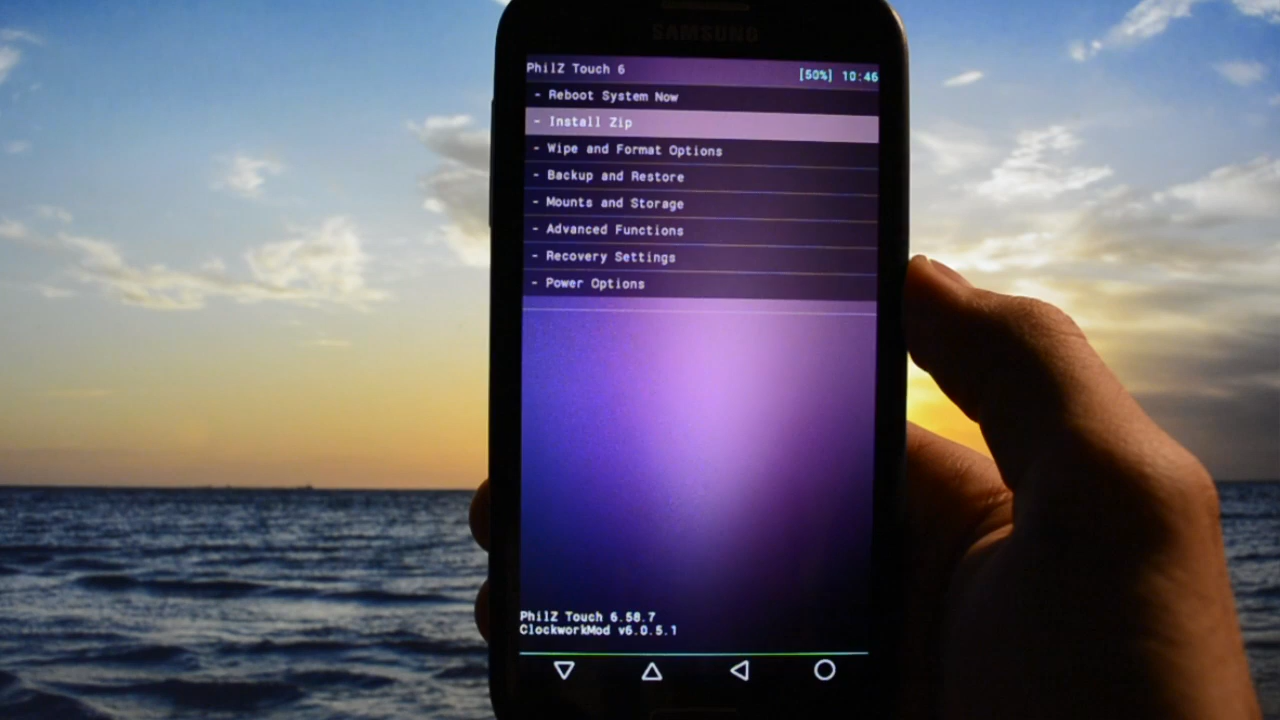 SAMSUNG
PhilZ Touch 6 [50%] 10:46
- Reboot System Now
- Install Zip
- Wipe and Format Options
- Backup and Restore
- Mounts and Storage
- Advanced Functions
- Recovery Settings
- Power Options
PhilZ Touch 6.58.7
ClockworkMod v6.0.5.1